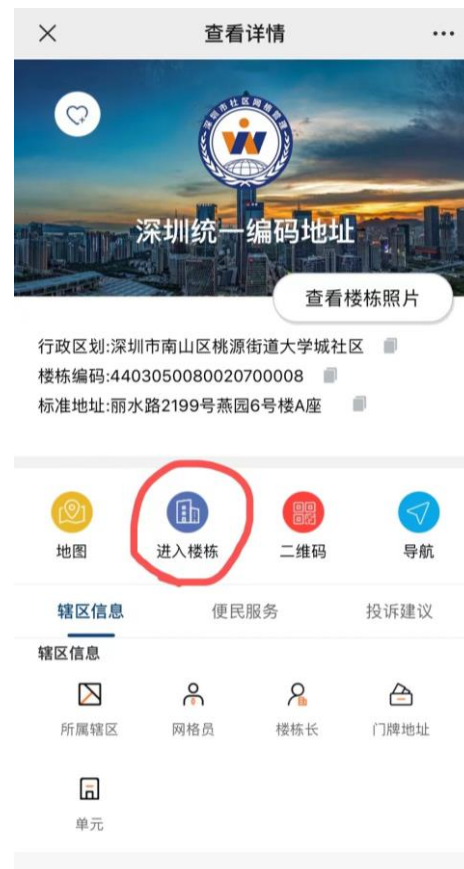 查看详情
深圳市社区网格管理
深圳统一编码地址
查看楼栋照片
行政区划:深圳市南山区桃源街道大学城社区
楼栋编码:4403050080020700008
标准地址:丽水路2199号燕园6号楼A座
地图 进入楼栋 二维码 导航
辖区信息 便民服务 投诉建议
辖区信息
所属辖区 网格员 楼栋长 门牌地址
单元